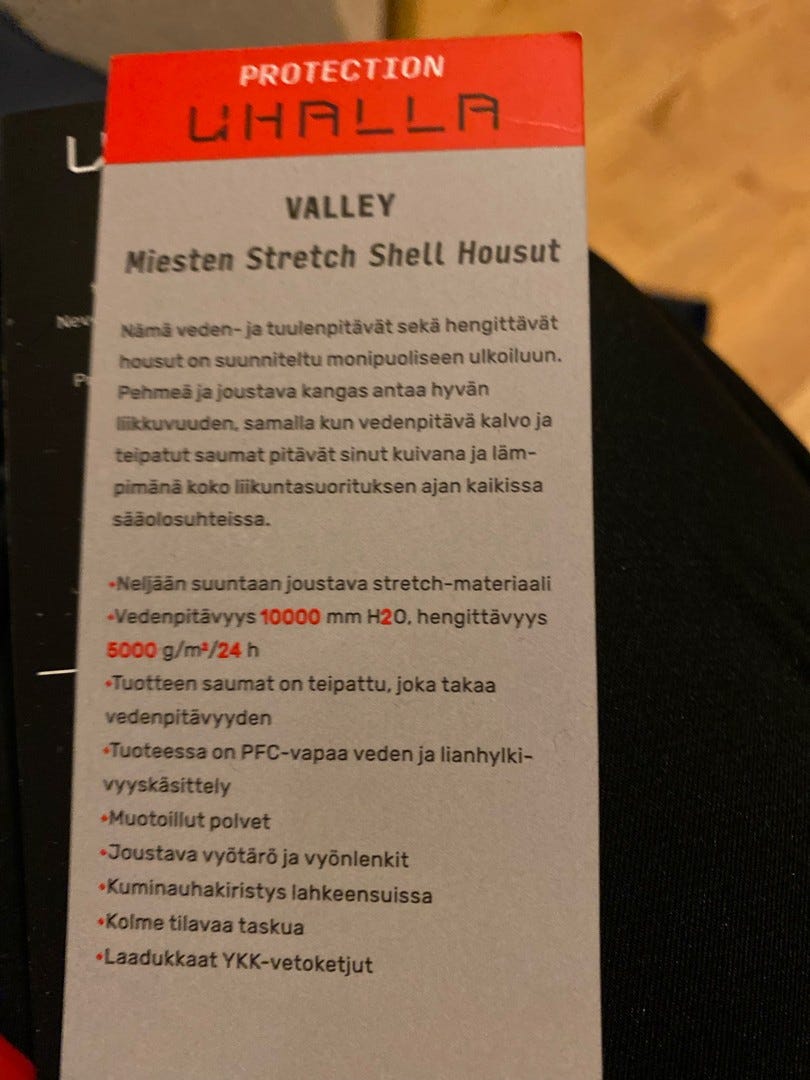 PROTECTION
UHALLA
VALLEY
Miesten Stretch Shell Housut
Nämä veden- ja tuulenpitävät sekä hengittävät
housut on suunniteltu monipuoliseen ulkoiluun.
Pehmeä ja joustava kangas antaa hyvän
liikkuvuuden, samalla kun vedenpitävä kalvo ja
teipatut saumat pitävät sinut kuivana ja läm-
pimänä koko liikuntasuorituksen ajan kaikissa
sääolosuhteissa.
•Neljään suuntaan joustava stretch-materiaali
•Vedenpitävyys 10000 mm H2O, hengittävyys
5000 g/m²/24 h
•Tuotteen saumat on teipattu, joka takaa
vedenpitävyyden
•Tuoteessa on PFC-vapaa veden ja lianhylki-
vyyskäsittely
•Muotoillut polvet
•Joustava vyötärö ja vyönlenkit
•Kuminauhakiristys lahkeensuissa
•Kolme tilavaa taskua
•Laadukkaat YKK-vetoketjut